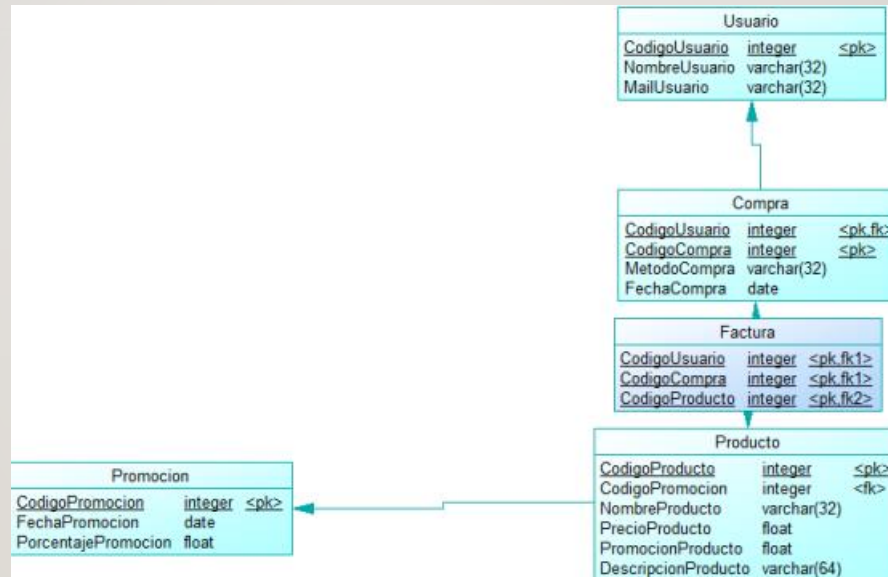 Usuario
CodigoUsuario integer <pk>
NombreUsuario varchar(32)
MailUsuario varchar(32)
Compra
CodigoUsuario integer <pk,fk>
CodigoCompra integer <pk>
MetodoCompra varchar(32)
FechaCompra date
Factura
CodigoUsuario integer <pk,fk1>
CodigoCompra integer <pk,fk1>
CodigoProducto integer <pk,fk2>
Producto
CodigoProducto integer <pk>
CodigoPromocion integer <fk>
NombreProducto varchar(32)
PrecioProducto float
PromocionProducto float
DescripcionProducto varchar(64)
Promocion
CodigoPromocion integer <pk>
FechaPromocion date
PorcentajePromocion float